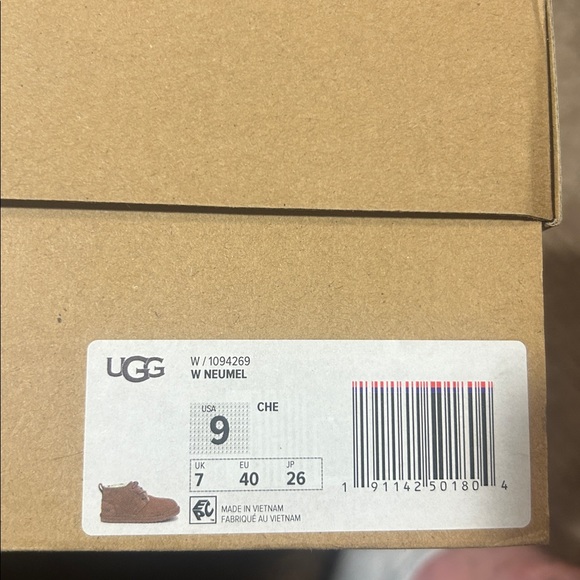 UGG
W / 1094269
W NEUMEL
USA
9
CHE
UK EU JP
7 40 26
MADE IN VIETNAM
FABRIQUÉ AU VIETNAM
1 91142 50180 4